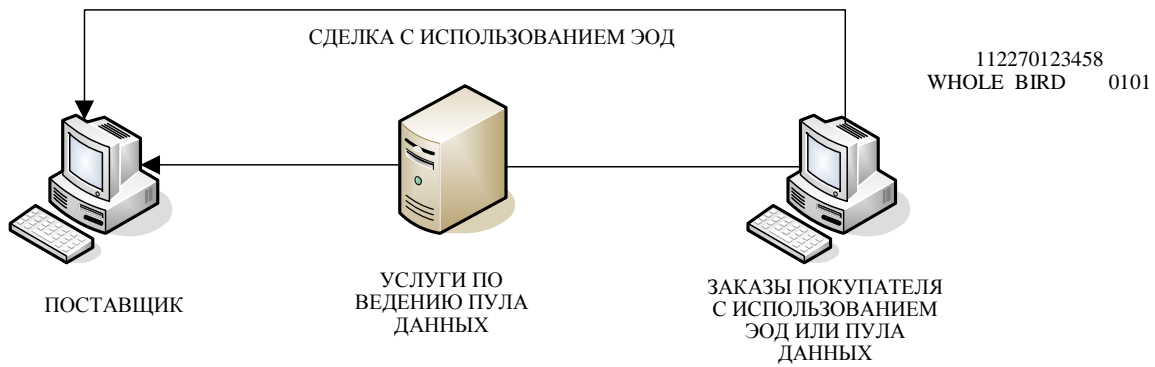 СДЕЛКА С ИСПОЛЬЗОВАНИЕМ ЭОД
112270123458
WHOLE BIRD 0101
ПОСТАВЩИК
УСЛУГИ ПО
ВЕДЕНИЮ ПУЛА
ДАННЫХ
ЗАКАЗЫ ПОКУПАТЕЛЯ
С ИСПОЛЬЗОВАНИЕМ
ЭОД ИЛИ ПУЛА
ДАННЫХ